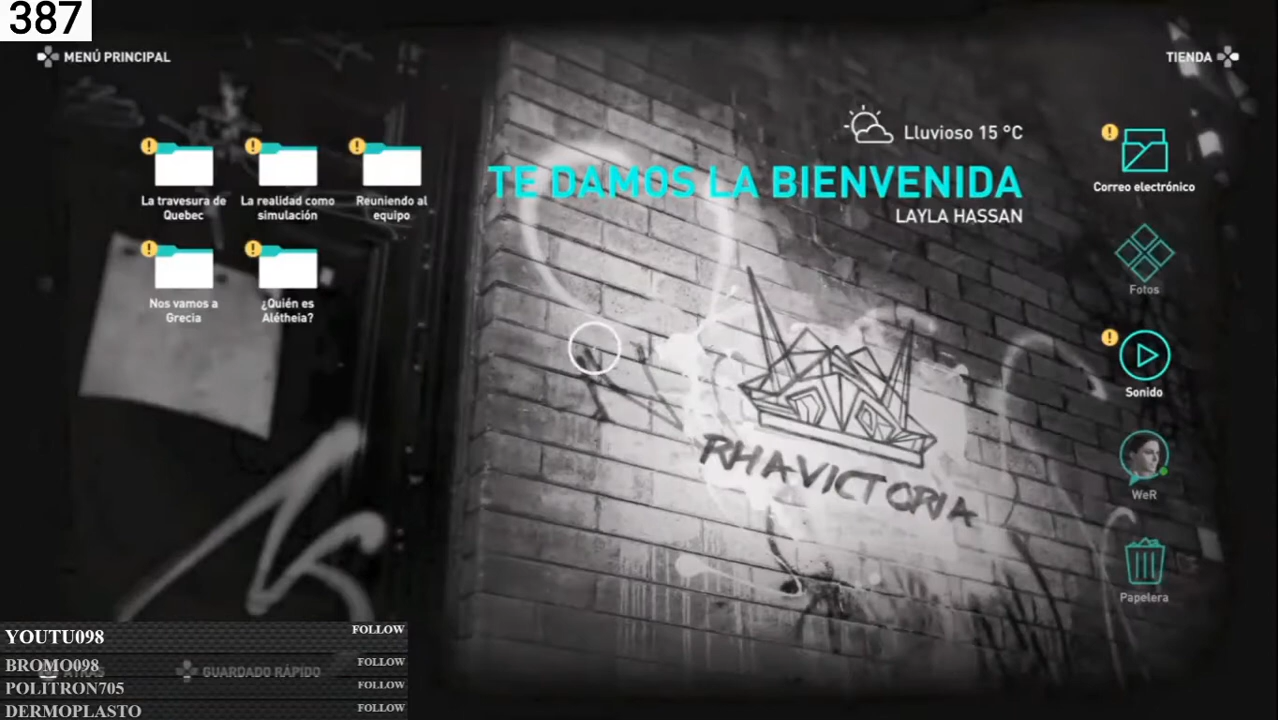 387
MENÚ PRINCIPAL
TIENDA
Lluvioso 15 °C
TE DAMOS LA BIENVENIDA
LAYLA HASSAN
La travesura de
Quebec
La realidad como
simulación
Reuniendo al
equipo
Nos vamos a
Grecia
¿Quién es
Alétheia?
Correo electrónico
Fotos
Sonido
WeR
Papelera
RHAVICTORIA
YOUTU098 FOLLOW
BROMO098 FOLLOW
ATRÁS
GUARDADO RÁPIDO
POLITRON705 FOLLOW
DERMOPLASTO FOLLOW